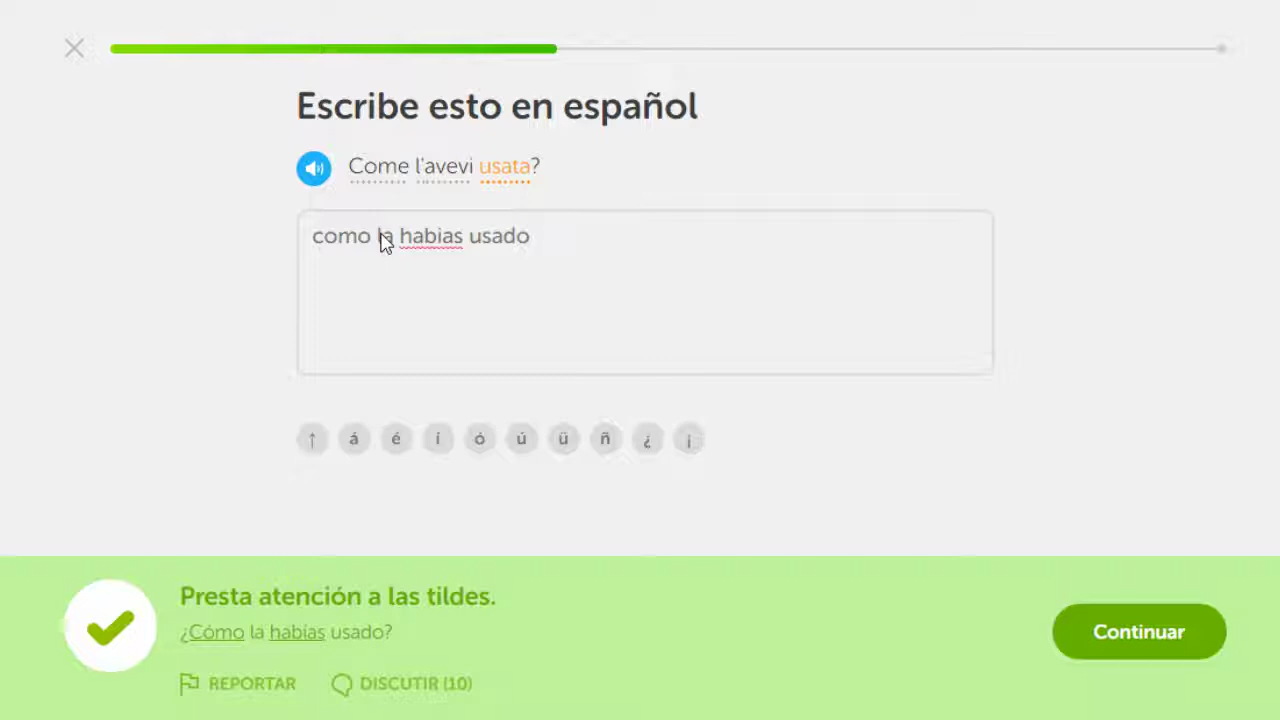 Escribe esto en español
Come l'avevi usata?
como la habias usado
↑ á é í ó ú ü ñ ¿ ¡
Presta atención a las tildes.
¿Cómo la habías usado?
Continuar
REPORTAR DISCUTIR (10)